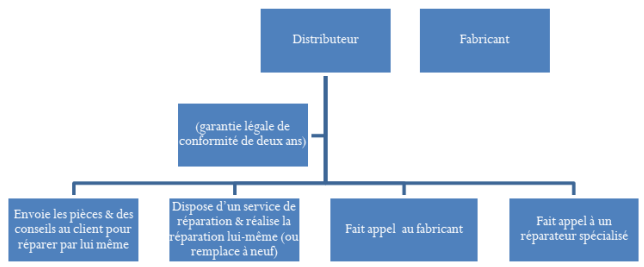 Distributeur
Fabricant
(garantie légale de
conformité de deux ans)
Envoie les pièces & des
conseils au client pour
réparer par lui même
Dispose d'un service de
réparation & réalise la
réparation lui-même (ou
remplace à neuf)
Fait appel au fabricant
Fait appel à un
réparateur spécialisé